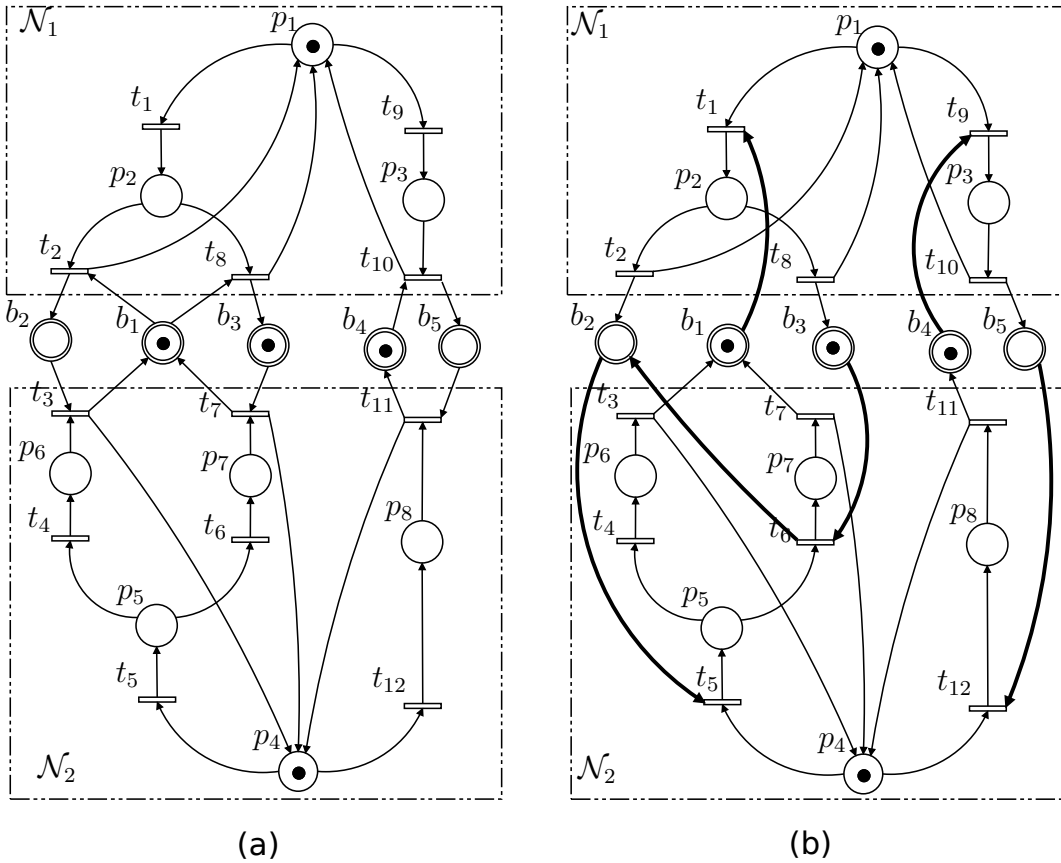 𝒩₁
p₁
t₁
t₉
p₂
p₃
t₂
t₈
t₁₀
b₂
b₁
b₃
b₄
b₅
t₃
t₇
t₁₁
p₆
p₇
t₄
t₆
p₈
p₅
t₅
t₁₂
p₄
𝒩₂
(a)
𝒩₁
p₁
t₁
t₉
p₂
p₃
t₂
t₈
t₁₀
b₂
b₁
b₃
b₄
b₅
t₃
t₇
t₁₁
p₆
p₇
t₄
t₆
p₈
p₅
t₅
t₁₂
p₄
𝒩₂
(b)